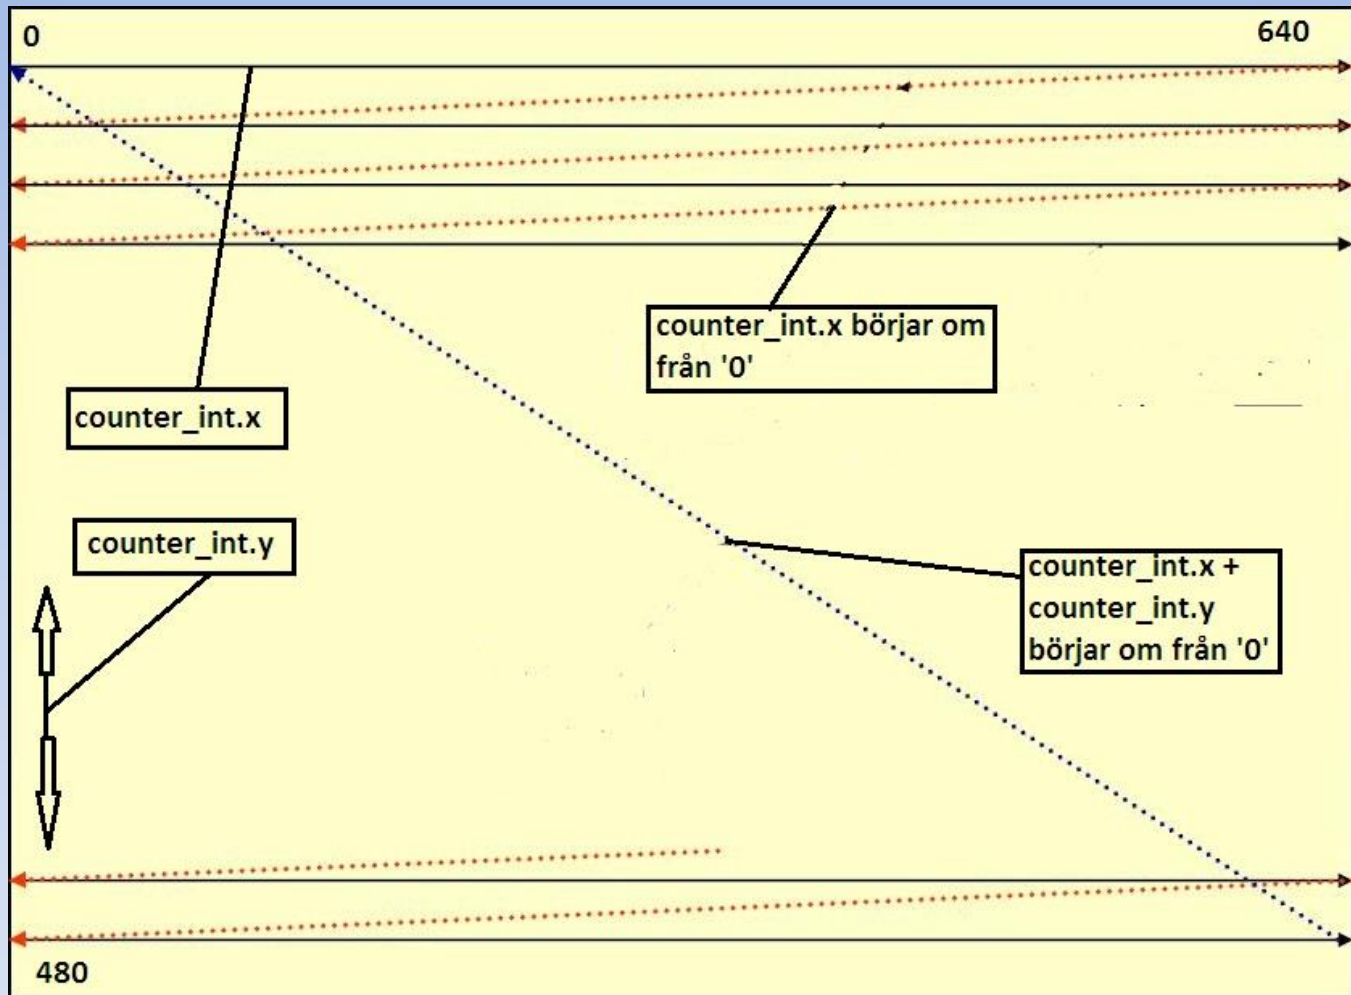 0
640
counter_int.x börjar om
från '0'
counter_int.x
counter_int.y
counter_int.x +
counter_int.y
börjar om från '0'
480